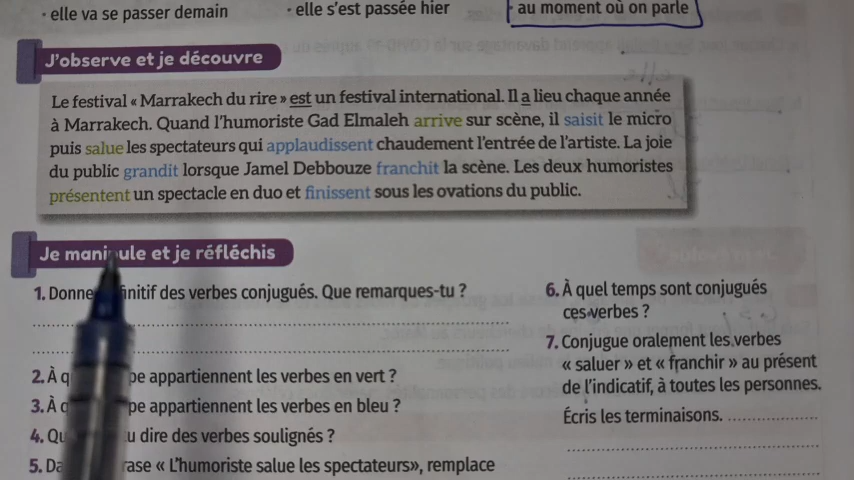 · elle va se passer demain
· elle s'est passée hier
· au moment où on parle
J'observe et je découvre
Le festival « Marrakech du rire » est un festival international. Il a lieu chaque année
à Marrakech. Quand l'humoriste Gad Elmaleh arrive sur scène, il saisit le micro
puis salue les spectateurs qui applaudissent chaudement l'entrée de l'artiste. La joie
du public grandit lorsque Jamel Debbouze franchit la scène. Les deux humoristes
présentent un spectacle en duo et finissent sous les ovations du public.
Je manipule et je réfléchis
1. Donne infinitif des verbes conjugués. Que remarques-tu ?
2. À q pe appartiennent les verbes en vert ?
3. À q pe appartiennent les verbes en bleu ?
4. Qu u dire des verbes soulignés ?
5. Da rase « L'humoriste salue les spectateurs», remplace
6. À quel temps sont conjugués
ces verbes ?
7. Conjugue oralement les verbes
« saluer » et « franchir » au présent
de l'indicatif, à toutes les personnes.
Écris les terminaisons.